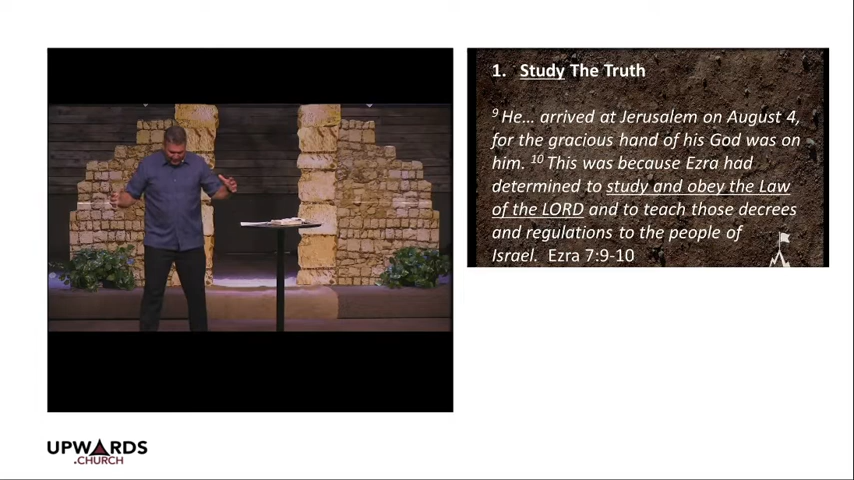 1. Study The Truth
9 He... arrived at Jerusalem on August 4,
for the gracious hand of his God was on
him. 10 This was because Ezra had
determined to study and obey the Law
of the LORD and to teach those decrees
and regulations to the people of
Israel. Ezra 7:9-10
UPWARDS
.CHURCH